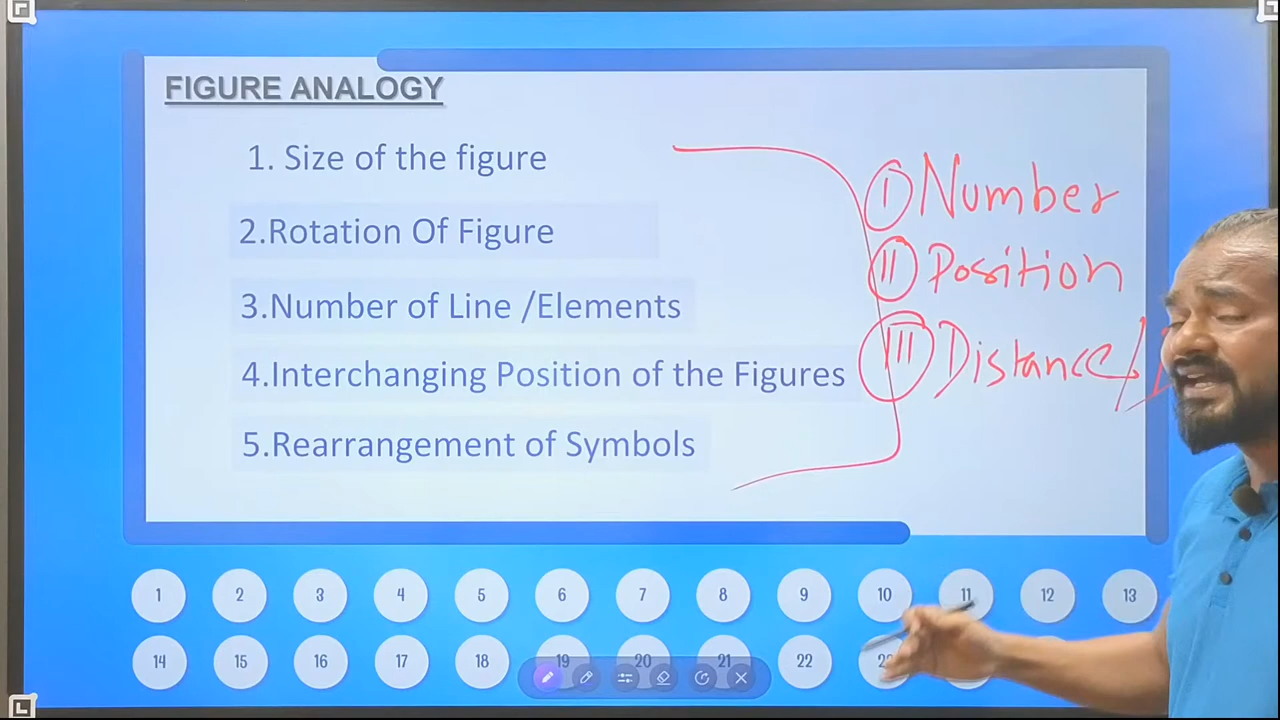 FIGURE ANALOGY
1. Size of the figure
2.Rotation Of Figure
3.Number of Line /Elements
4.Interchanging Position of the Figures
5.Rearrangement of Symbols
I Number
II Position
III Distance/
1 2 3 4 5 6 7 8 9 10 11 12 13
14 15 16 17 18 19 20 21 22